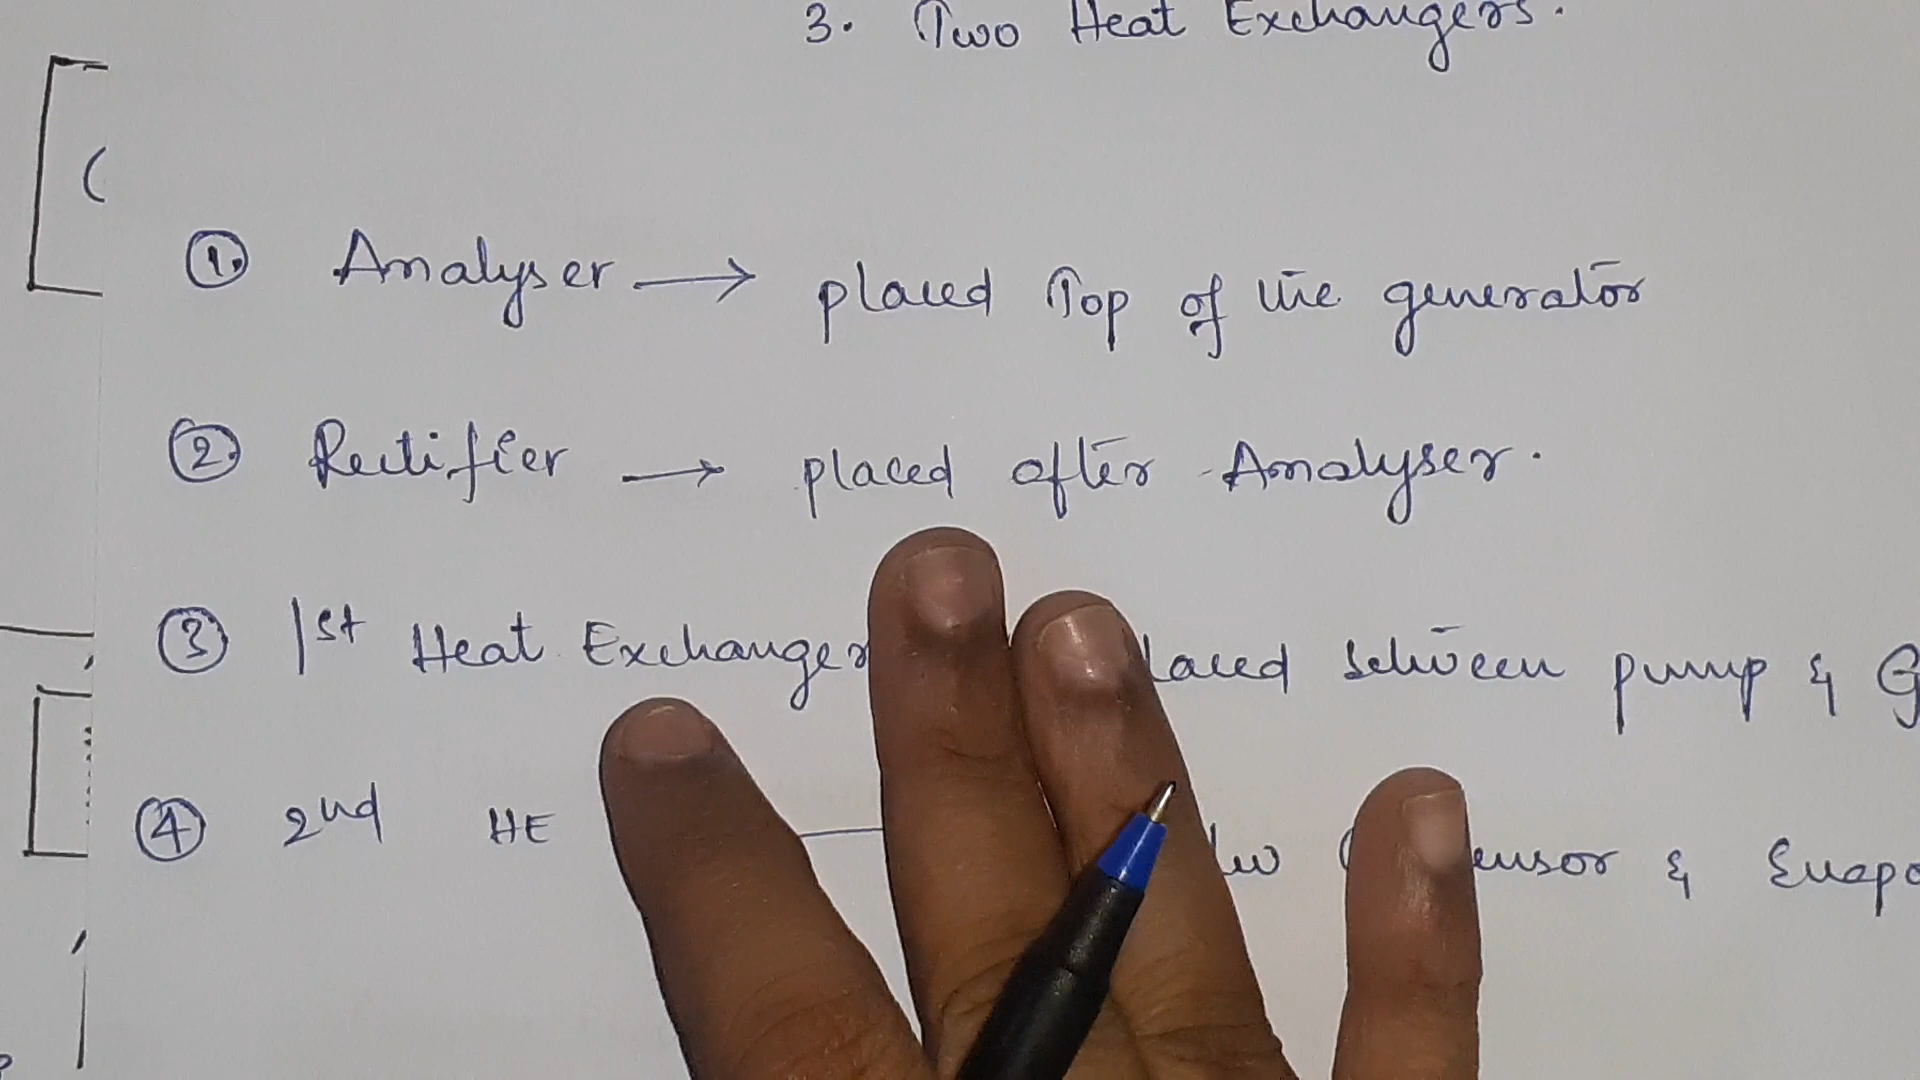 3. Two Heat Exchangers.
(
① Analyser → placed Top of the generator
② Rectifier → placed after Analyser.
③ 1st Heat Exchanger laced between pump & G
④ 2nd HE ensor & Evapo